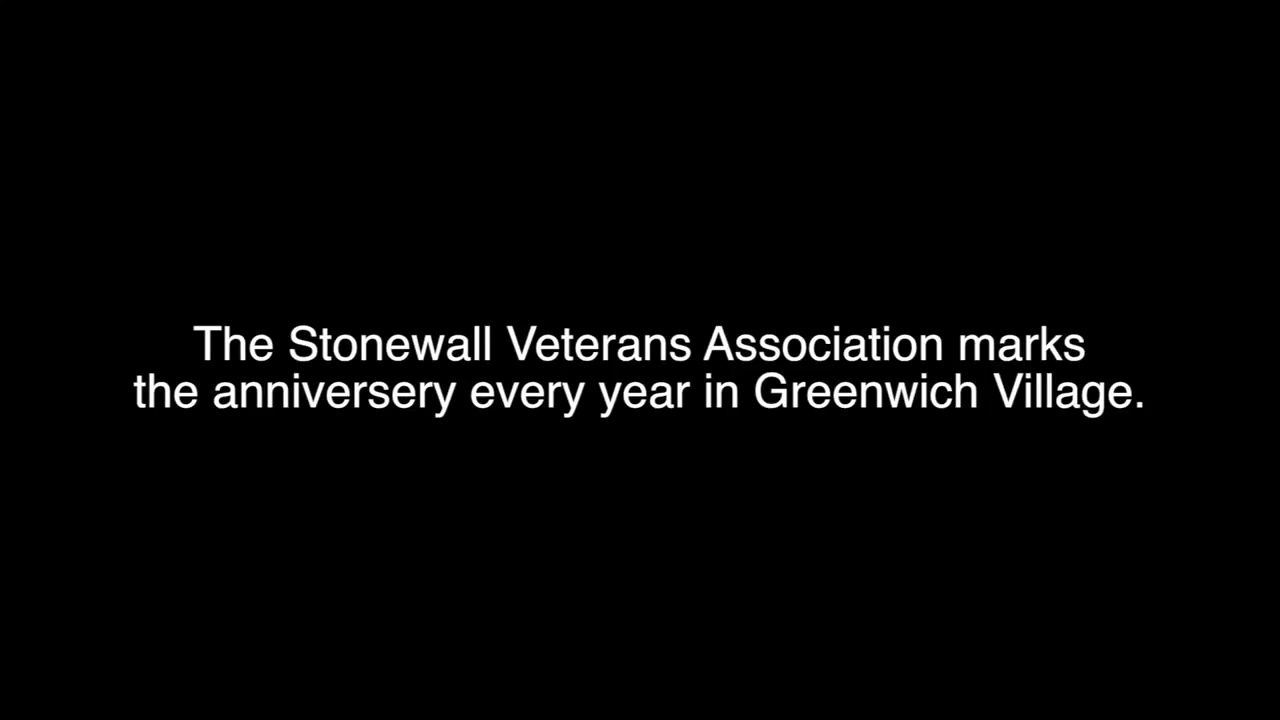 The Stonewall Veterans Association marks
the anniversery every year in Greenwich Village.